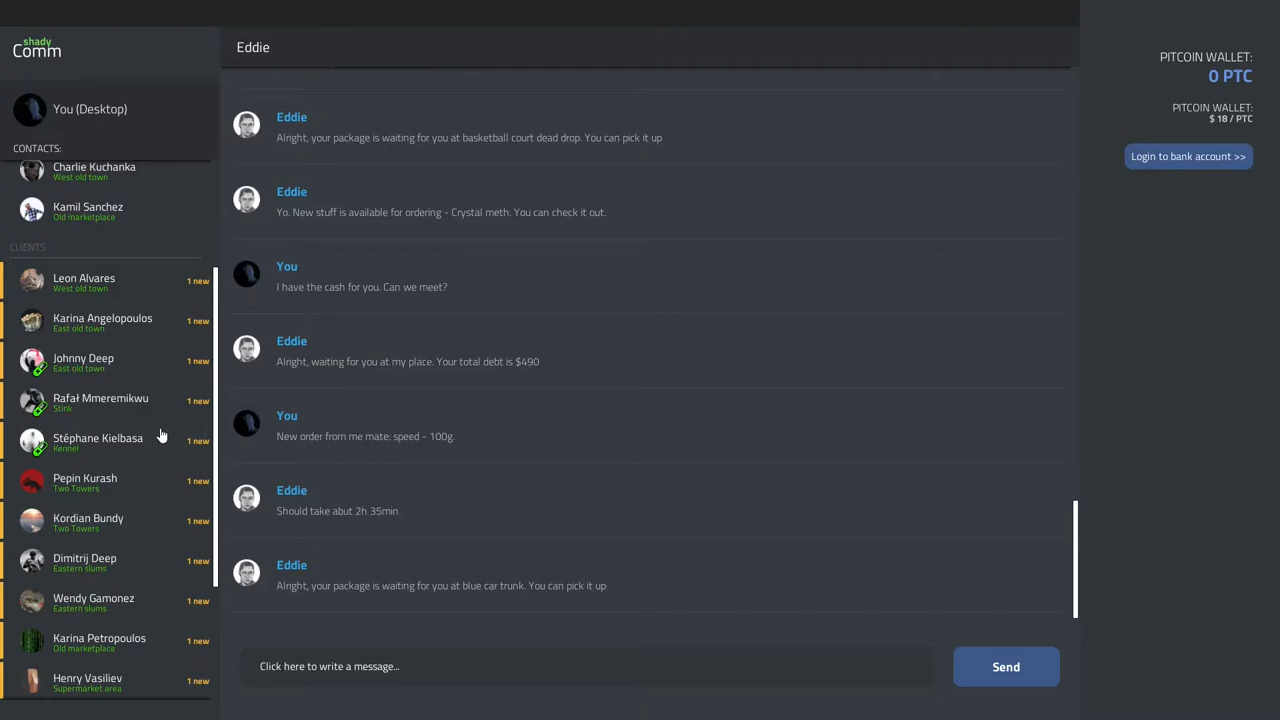 shady
Comm
You (Desktop)
CONTACTS:
Charlie Kuchanka
West old town
Kamil Sanchez
Old marketplace
CLIENTS
Leon Alvares
West old town
1 new
Karina Angelopoulos
East old town
1 new
Johnny Deep
East old town
1 new
Rafał Mmeremikwu
Stink
1 new
Stéphane Kielbasa
Kennel
1 new
Pepin Kurash
Two Towers
1 new
Kordian Bundy
Two Towers
1 new
Dimitrij Deep
Eastern slums
1 new
Wendy Gamonez
Eastern slums
1 new
Karina Petropoulos
Old marketplace
1 new
Henry Vasiliev
Supermarket area
1 new
Eddie
Eddie
Alright, your package is waiting for you at basketball court dead drop. You can pick it up
Eddie
Yo. New stuff is available for ordering - Crystal meth. You can check it out.
You
I have the cash for you. Can we meet?
Eddie
Alright, waiting for you at my place. Your total debt is $490
You
New order from me mate: speed - 100g.
Eddie
Should take abut 2h 35min
Eddie
Alright, your package is waiting for you at blue car trunk. You can pick it up
Click here to write a message...
Send
PITCOIN WALLET:
0 PTC
PITCOIN WALLET:
$ 18 / PTC
Login to bank account >>